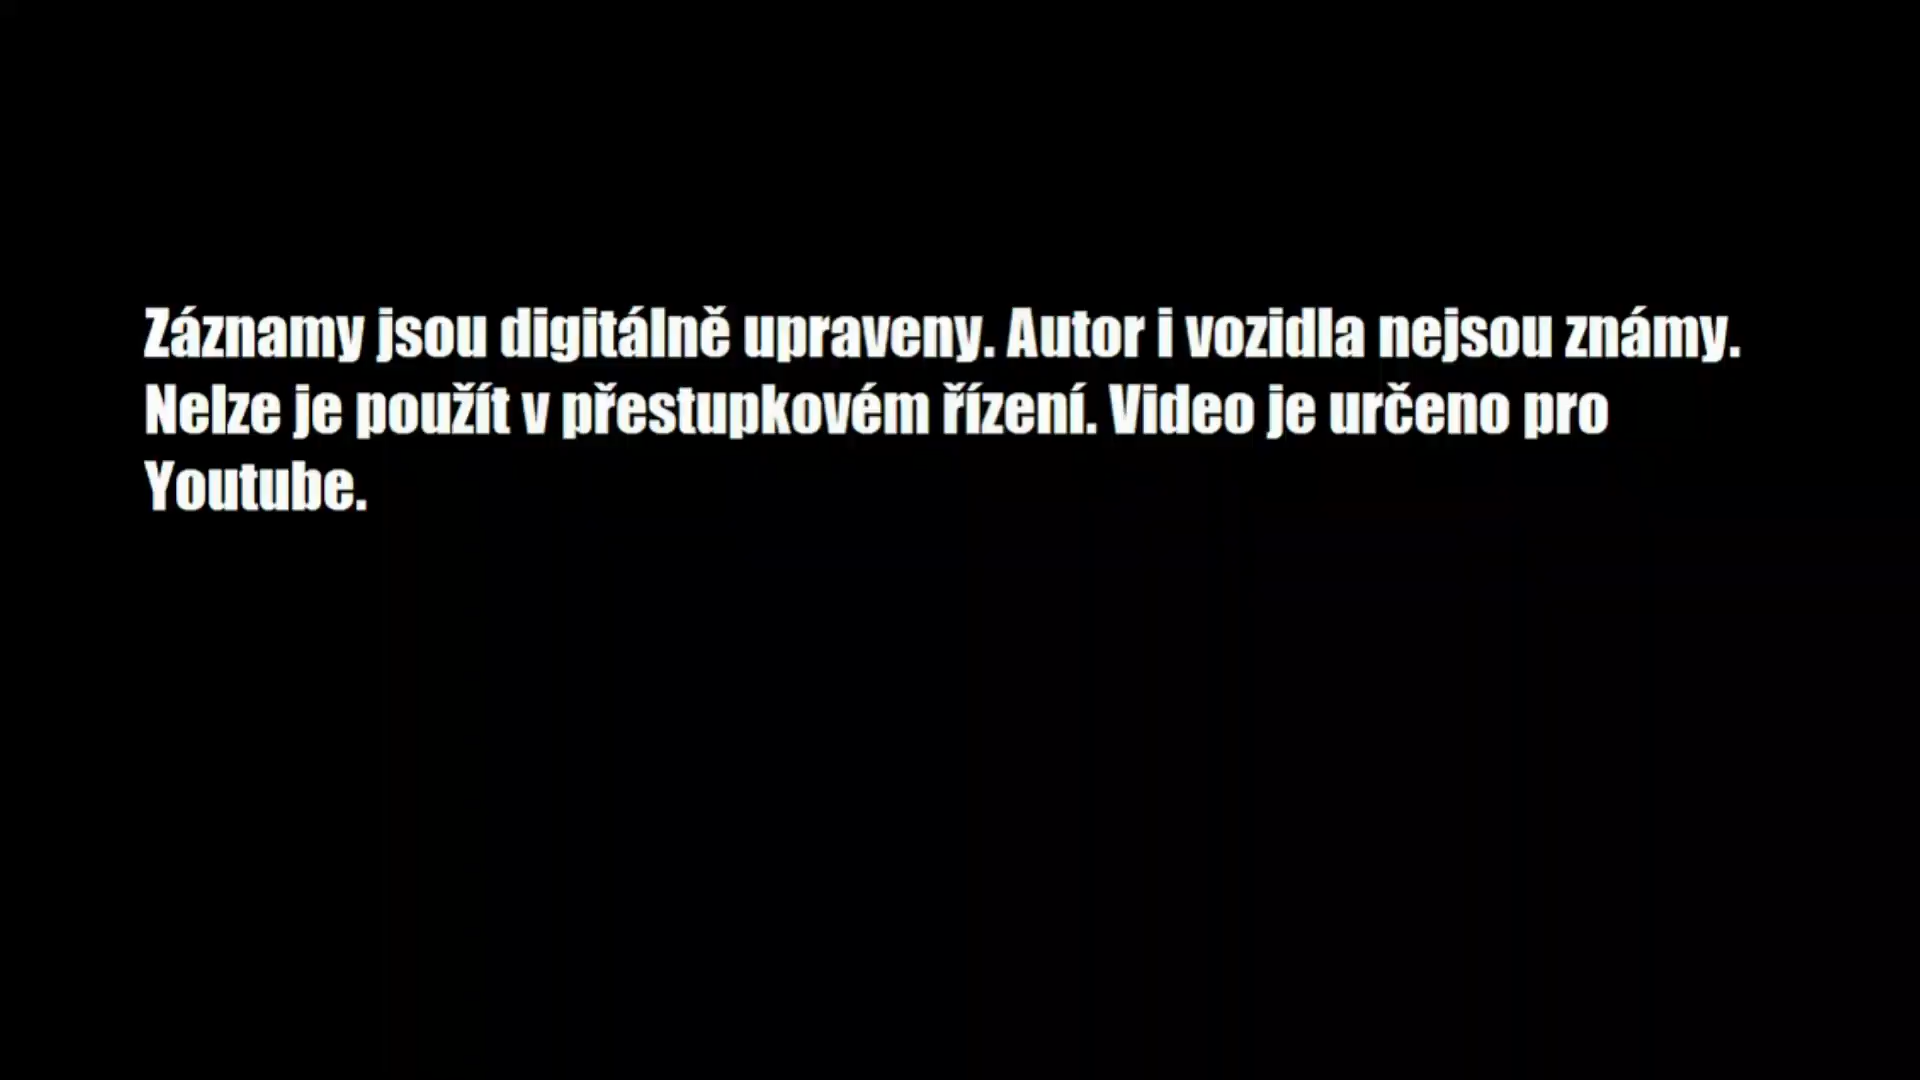 Záznamy jsou digitálně upraveny. Autor i vozidla nejsou známy.
Nelze je použít v přestupkovém řízení. Video je určeno pro
Youtube.